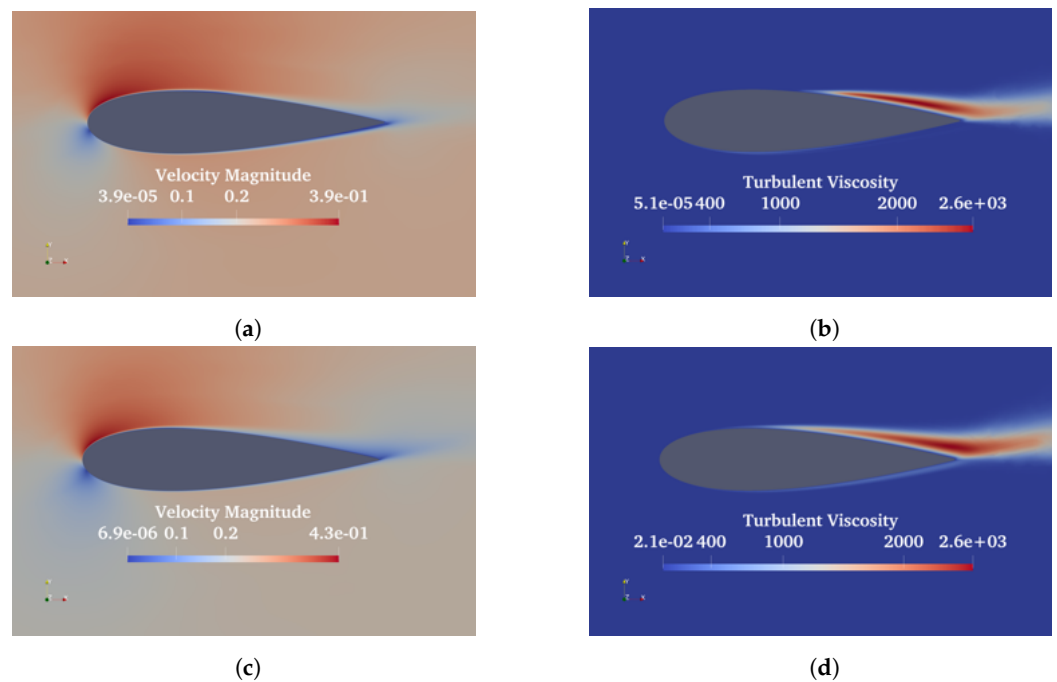 Velocity Magnitude
3.9e-05 0.1 0.2 3.9e-01
Turbulent Viscosity
5.1e-05 400 1000 2000 2.6e+03
(a)
(b)
Velocity Magnitude
6.9e-06 0.1 0.2 4.3e-01
Turbulent Viscosity
2.1e-02 400 1000 2000 2.6e+03
(c)
(d)